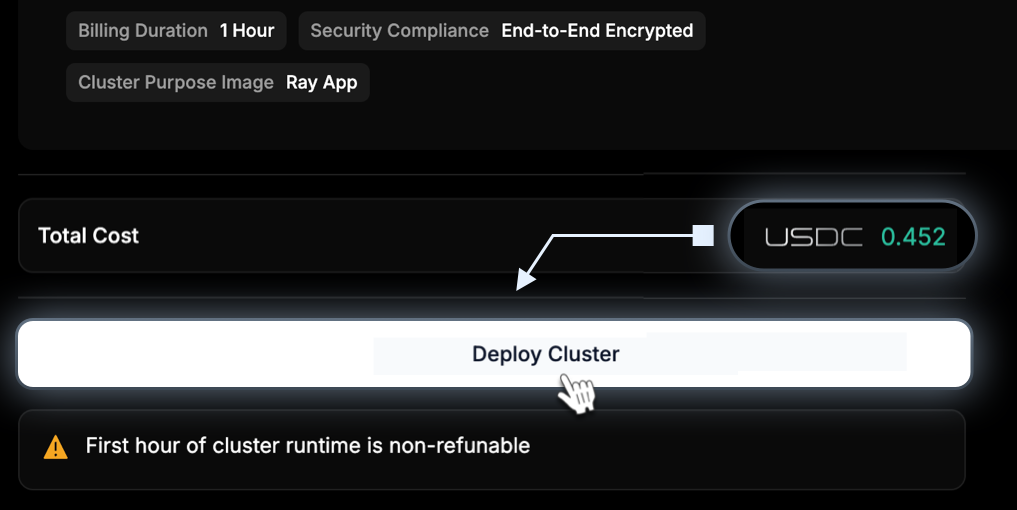 Billing Duration 1 Hour Security Compliance End-to-End Encrypted
Cluster Purpose Image Ray App
Total Cost USDC 0.452
Deploy Cluster
First hour of cluster runtime is non-refunable